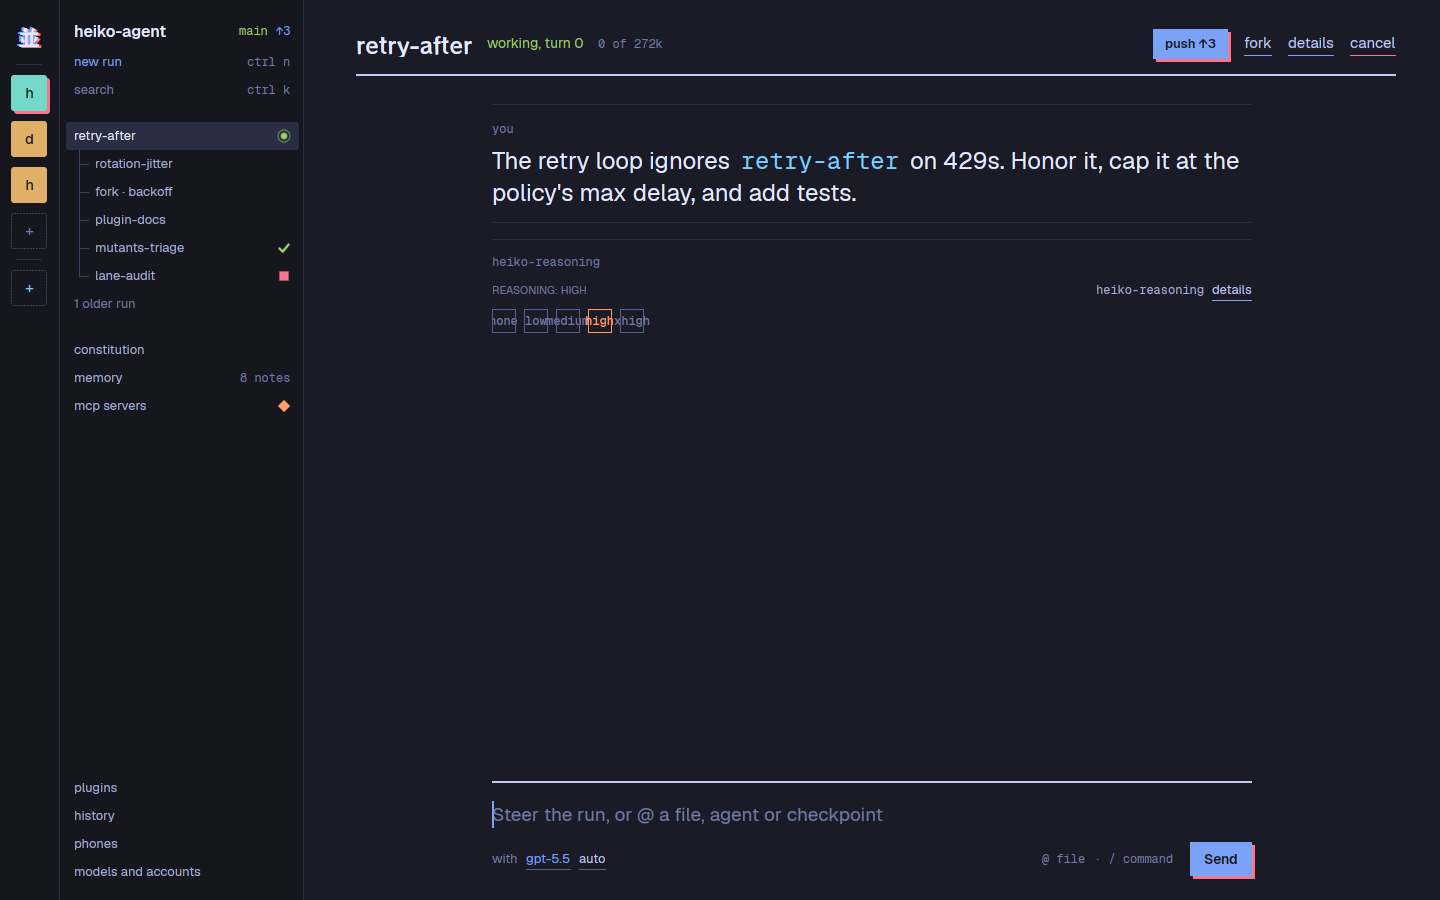 heiko-agent
main ↑3
new run
ctrl n
search
ctrl k
h
d
h
+
+
retry-after
rotation-jitter
fork · backoff
plugin-docs
mutants-triage
lane-audit
1 older run
constitution
memory
8 notes
mcp servers
plugins
history
phones
models and accounts
retry-after
working, turn 0
0 of 272k
push ↑3
fork
details
cancel
you
The retry loop ignores retry-after on 429s. Honor it, cap it at the
policy's max delay, and add tests.
heiko-reasoning
REASONING: HIGH
heiko-reasoning details
none low medium high xhigh
Steer the run, or @ a file, agent or checkpoint
with gpt-5.5 auto
@ file · / command
Send